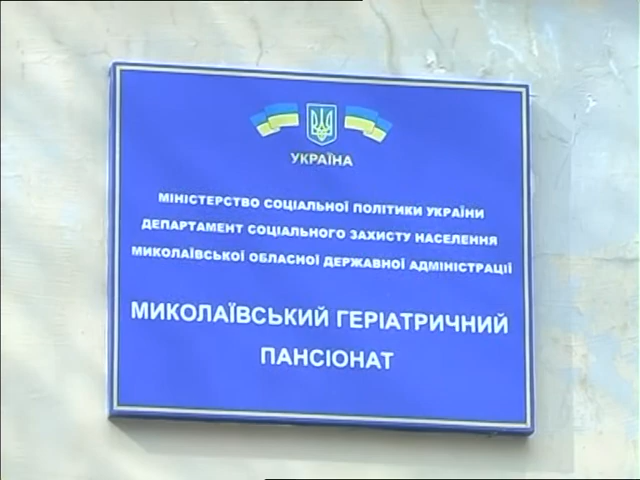 УКРАЇНА
МІНІСТЕРСТВО СОЦІАЛЬНОЇ ПОЛІТИКИ УКРАЇНИ
ДЕПАРТАМЕНТ СОЦІАЛЬНОГО ЗАХИСТУ НАСЕЛЕННЯ
МИКОЛАЇВСЬКОЇ ОБЛАСНОЇ ДЕРЖАВНОЇ АДМІНІСТРАЦІЇ
МИКОЛАЇВСЬКИЙ ГЕРІАТРИЧНИЙ
ПАНСІОНАТ